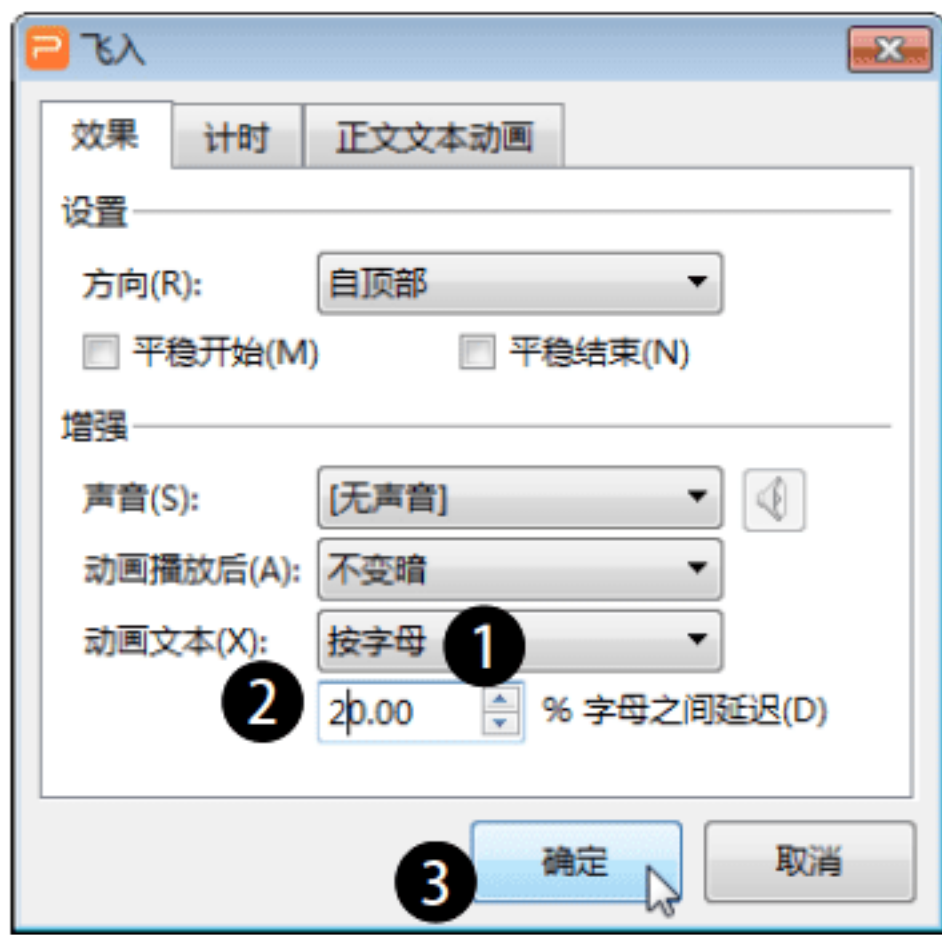 飞入
效果 计时 正文文本动画
设置
方向(R): 自顶部
平稳开始(M) 平稳结束(N)
增强
声音(S): [无声音]
动画播放后(A): 不变暗
动画文本(X): 按字母 1
2 20.00 % 字母之间延迟(D)
3 确定 取消